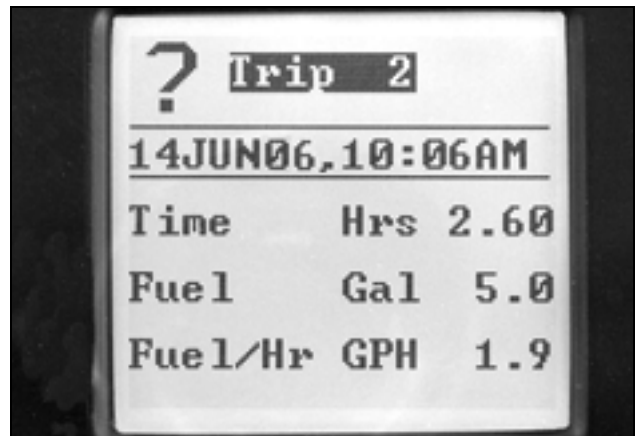 ? Trip 2
14JUN06,10:06AM
Time Hrs 2.60
Fuel Gal 5.0
Fuel/Hr GPH 1.9